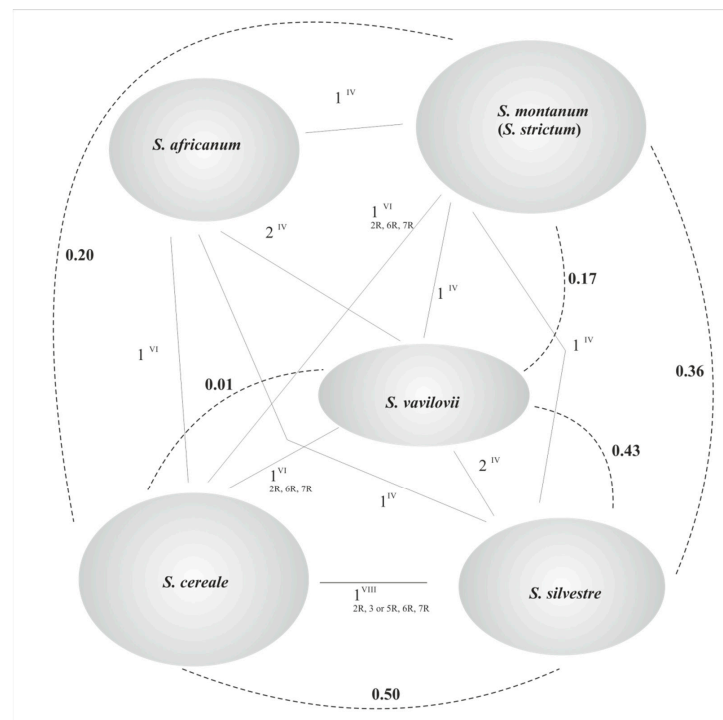 1 IV
S. africanum
S. montanum
(S. strictum)
1 VI
2R, 6R, 7R
2 IV
0.20
0.17
1 IV
1 IV
1 VI
0.01
0.36
S. vavilovii
0.43
1 VI
2R, 6R, 7R
2 IV
1 IV
S. cereale
S. silvestre
1 VIII
2R, 3 or 5R, 6R, 7R
0.50